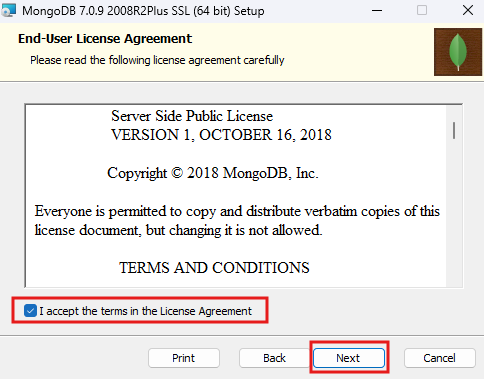 MongoDB 7.0.9 2008R2Plus SSL (64 bit) Setup
End-User License Agreement
Please read the following license agreement carefully
Server Side Public License
VERSION 1, OCTOBER 16, 2018
Copyright © 2018 MongoDB, Inc.
Everyone is permitted to copy and distribute verbatim copies of this
license document, but changing it is not allowed.
TERMS AND CONDITIONS
I accept the terms in the License Agreement
Print
Back
Next
Cancel